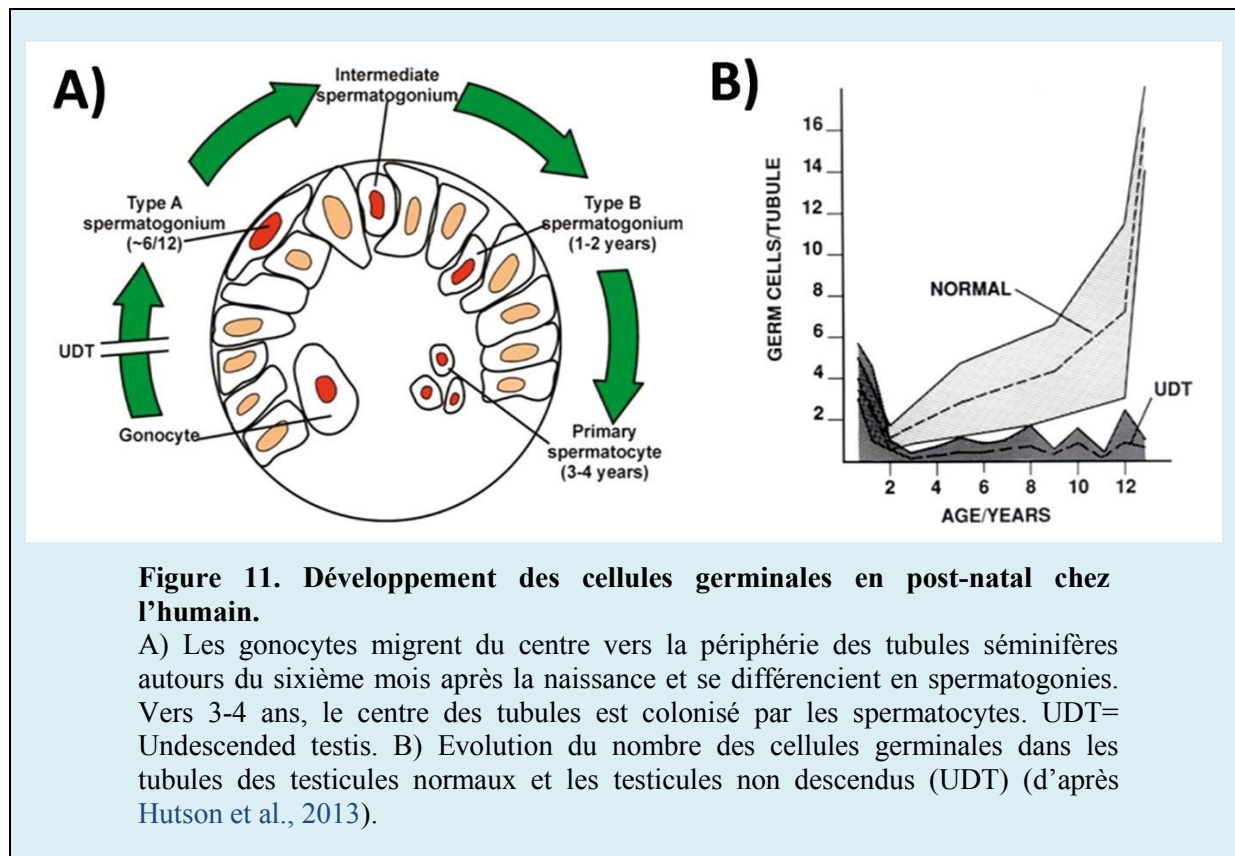 A)
Intermediate
spermatogonium
Type A
spermatogonium
(~6/12)
Type B
spermatogonium
(1-2 years)
UDT
Gonocyte
Primary
spermatocyte
(3-4 years)
B)
GERM CELLS/TUBULE
16
14
12
10
8
6
4
2
NORMAL
UDT
2 4 6 8 10 12
AGE/YEARS
Figure 11. Développement des cellules germinales en post-natal chez
l’humain.
A) Les gonocytes migrent du centre vers la périphérie des tubules séminifères
autours du sixième mois après la naissance et se différencient en spermatogonies.
Vers 3-4 ans, le centre des tubules est colonisé par les spermatocytes. UDT=
Undescended testis. B) Evolution du nombre des cellules germinales dans les
tubules des testicules normaux et les testicules non descendus (UDT) (d’après
Hutson et al., 2013).